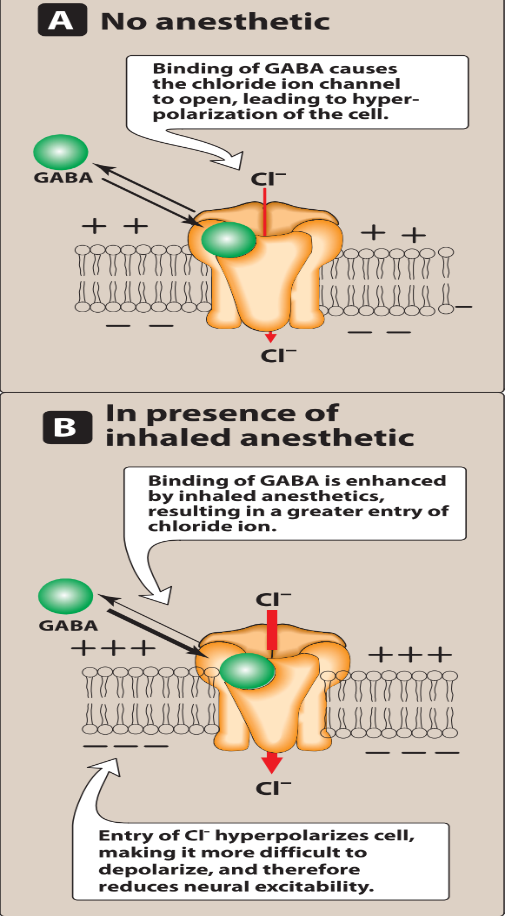 A No anesthetic
Binding of GABA causes
the chloride ion channel
to open, leading to hyper-
polarization of the cell.
GABA
Cl⁻
+ +
+ +
— —
— —
—
Cl⁻
B In presence of
inhaled anesthetic
Binding of GABA is enhanced
by inhaled anesthetics,
resulting in a greater entry of
chloride ion.
GABA
Cl⁻
+++
+++
— — —
— — —
Cl⁻
Entry of Cl⁻ hyperpolarizes cell,
making it more difficult to
depolarize, and therefore
reduces neural excitability.